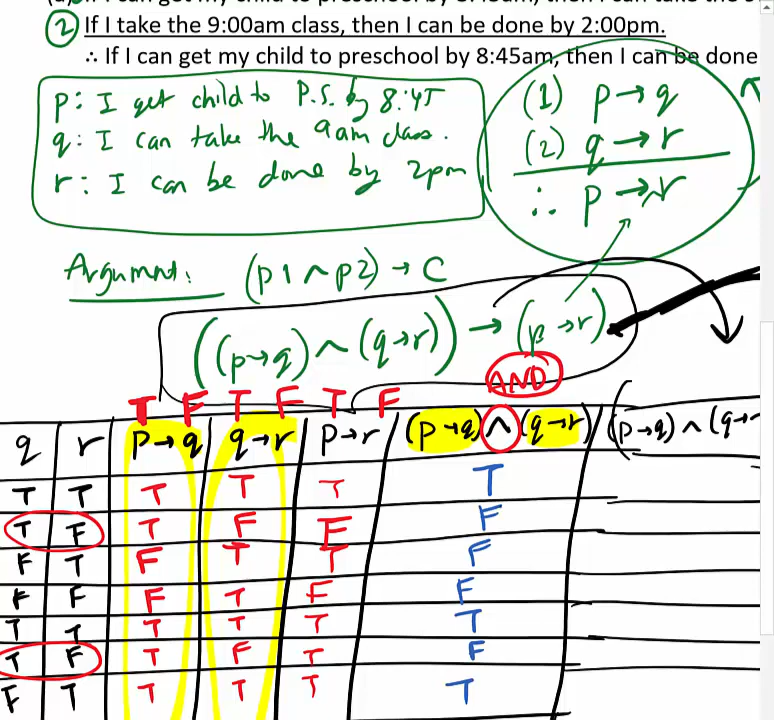 ② If I take the 9:00am class, then I can be done by 2:00pm.
∴ If I can get my child to preschool by 8:45am, then I can be done
p: I get child to P.S. by 8:45
q: I can take the 9am class.
r: I can be done by 2pm
(1) p→q
(2) q→r
∴ p→r
Argument: (p1 ∧ p2) → C
((p→q) ∧ (q→r)) → (p→r)
AND
T F T F T F
q r p→q q→r p→r (p→q) ∧ (q→r) (p→q) ∧ (q→
T T T T T T
T F T F F F
F T F T T F
F F F T F F
T T T T T T
T F T F T F
F T T T T T